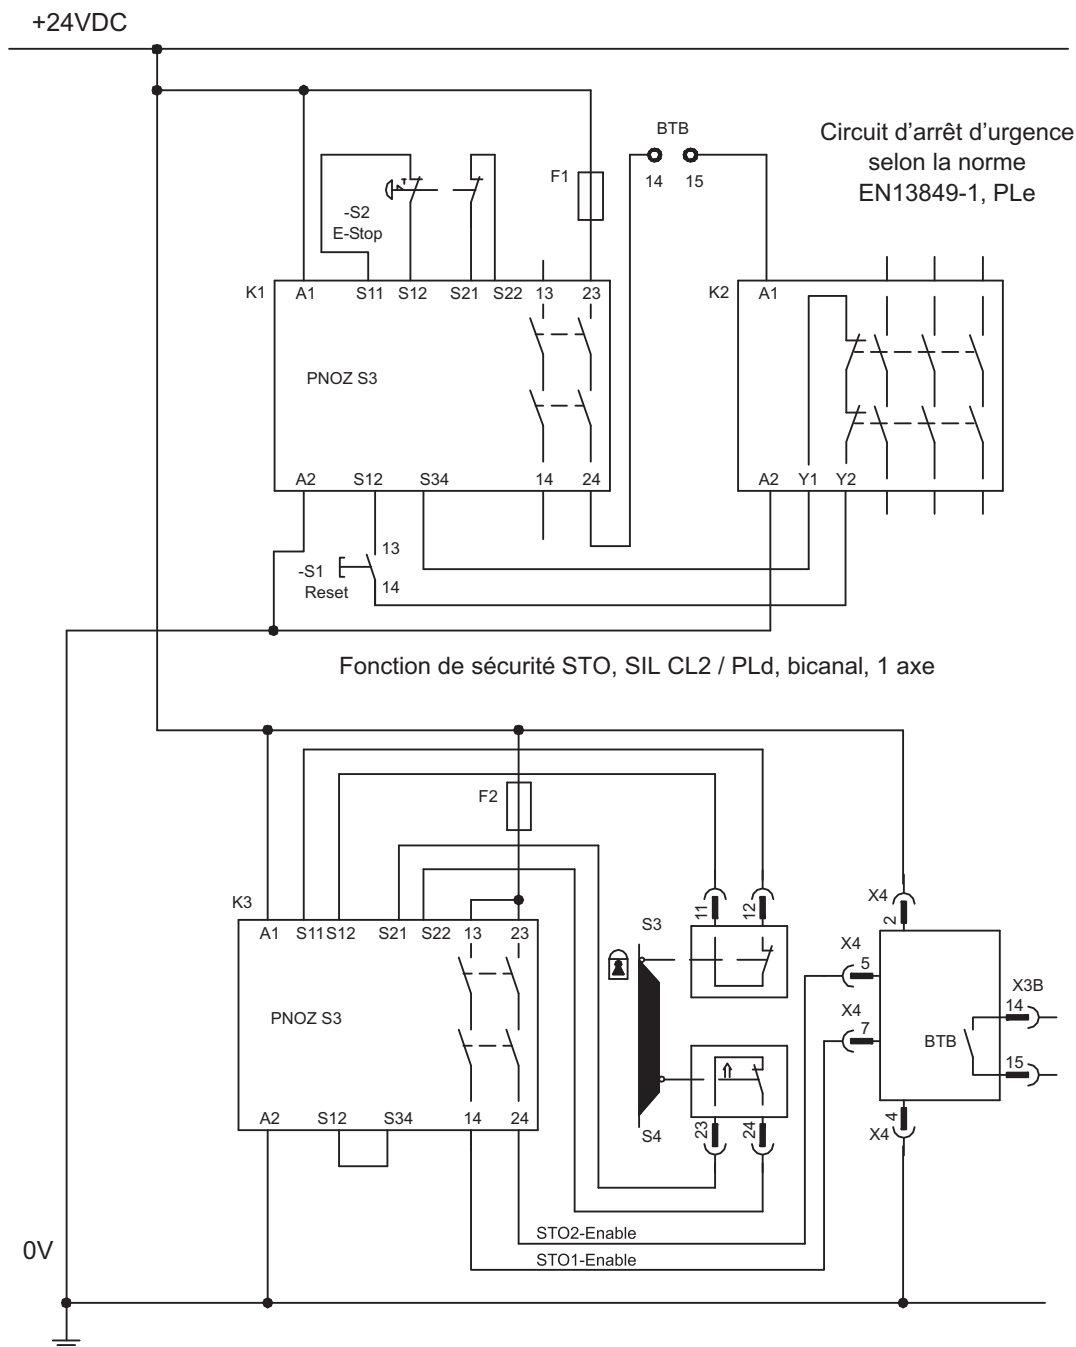 +24VDC
BTB
Circuit d'arrêt d'urgence
selon la norme
EN13849-1, PLe
F1
14 15
-S2
E-Stop
K1 A1 S11 S12 S21 S22 13 23
K2 A1
PNOZ S3
A2 S12 S34 14 24
A2 Y1 Y2
13
-S1
14
Reset
Fonction de sécurité STO, SIL CL2 / PLd, bicanal, 1 axe
F2
K3
X4
11 12
2
A1 S11 S12 S21 S22 13 23
S3
X4
5
X3B
14
X4
7
PNOZ S3
BTB
15
A2 S12 S34 14 24
4
X4
23 24
S4
STO2-Enable
0V
STO1-Enable